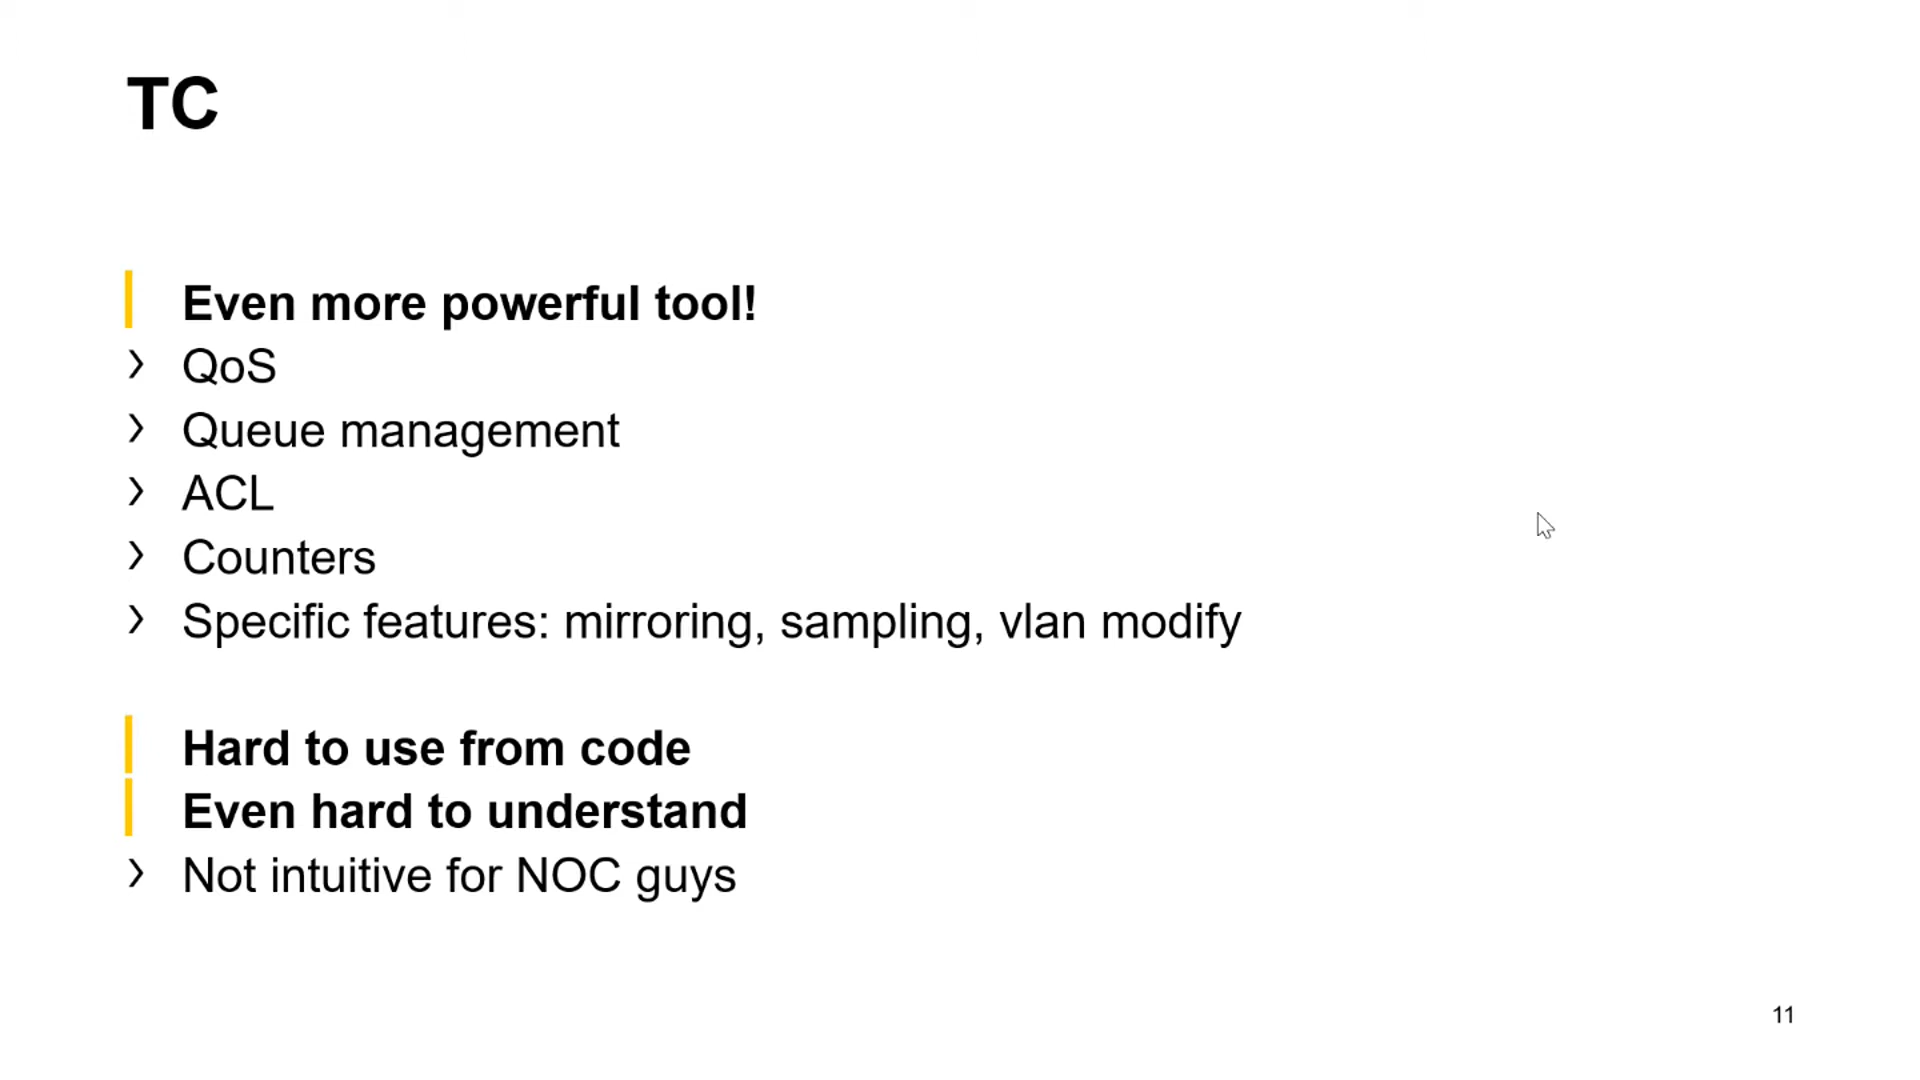 TC
Even more powerful tool!
› QoS
› Queue management
› ACL
› Counters
› Specific features: mirroring, sampling, vlan modify
Hard to use from code
Even hard to understand
› Not intuitive for NOC guys
11